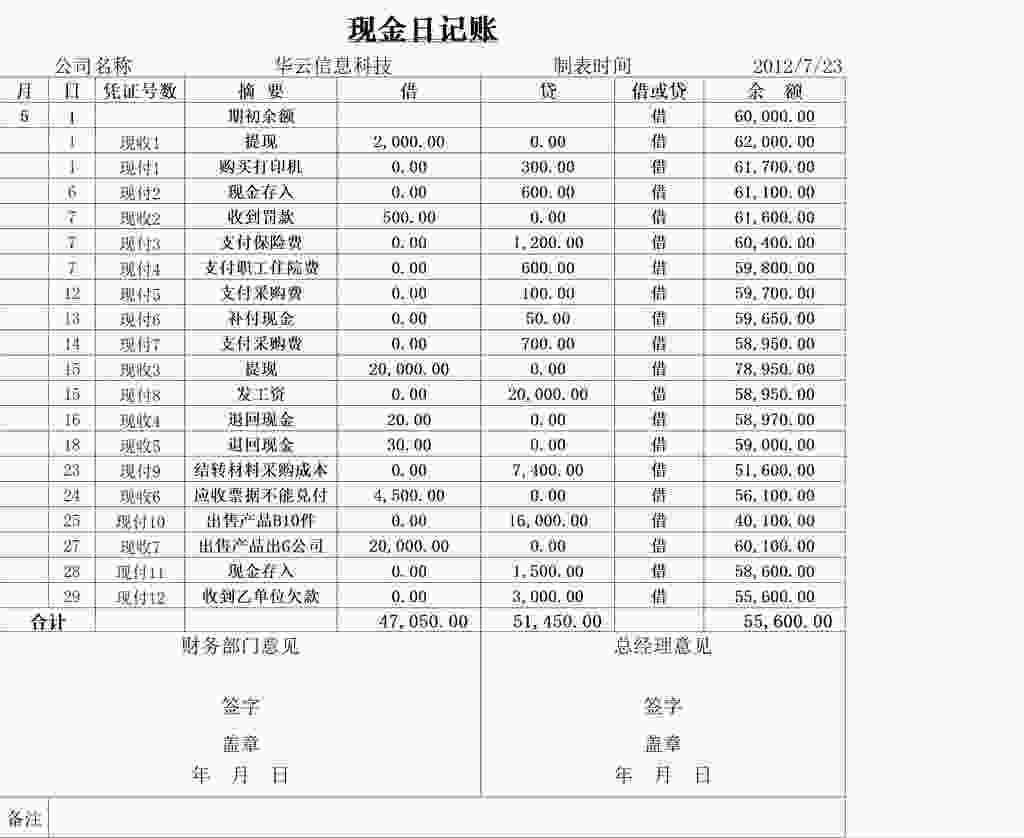 现金日记账
公司名称 华云信息科技 制表时间 2012/7/23
月 日 凭证号数 摘 要 借 贷 借或贷 余 额
5 1 期初余额 借 60,000.00
1 现收1 提现 2,000.00 0.00 借 62,000.00
1 现付1 购买打印机 0.00 300.00 借 61,700.00
6 现付2 现金存入 0.00 600.00 借 61,100.00
7 现收2 收到罚款 500.00 0.00 借 61,600.00
7 现付3 支付保险费 0.00 1,200.00 借 60,400.00
7 现付4 支付职工住院费 0.00 600.00 借 59,800.00
12 现付5 支付采购费 0.00 100.00 借 59,700.00
13 现付6 补付现金 0.00 50.00 借 59,650.00
14 现付7 支付采购费 0.00 700.00 借 58,950.00
15 现收3 提现 20,000.00 0.00 借 78,950.00
15 现付8 发工资 0.00 20,000.00 借 58,950.00
16 现收4 退回现金 20.00 0.00 借 58,970.00
18 现收5 退回现金 30.00 0.00 借 59,000.00
23 现付9 结转材料采购成本 0.00 7,400.00 借 51,600.00
24 现收6 应收票据不能兑付 4,500.00 0.00 借 56,100.00
25 现付10 出售产品B10件 0.00 16,000.00 借 40,100.00
27 现收7 出售产品出G公司 20,000.00 0.00 借 60,100.00
28 现付11 现金存入 0.00 1,500.00 借 58,600.00
29 现付12 收到乙单位欠款 0.00 3,000.00 借 55,600.00
合计 47,050.00 51,450.00 55,600.00
财务部门意见 总经理意见
签字 签字
盖章 盖章
年 月 日 年 月 日
备注